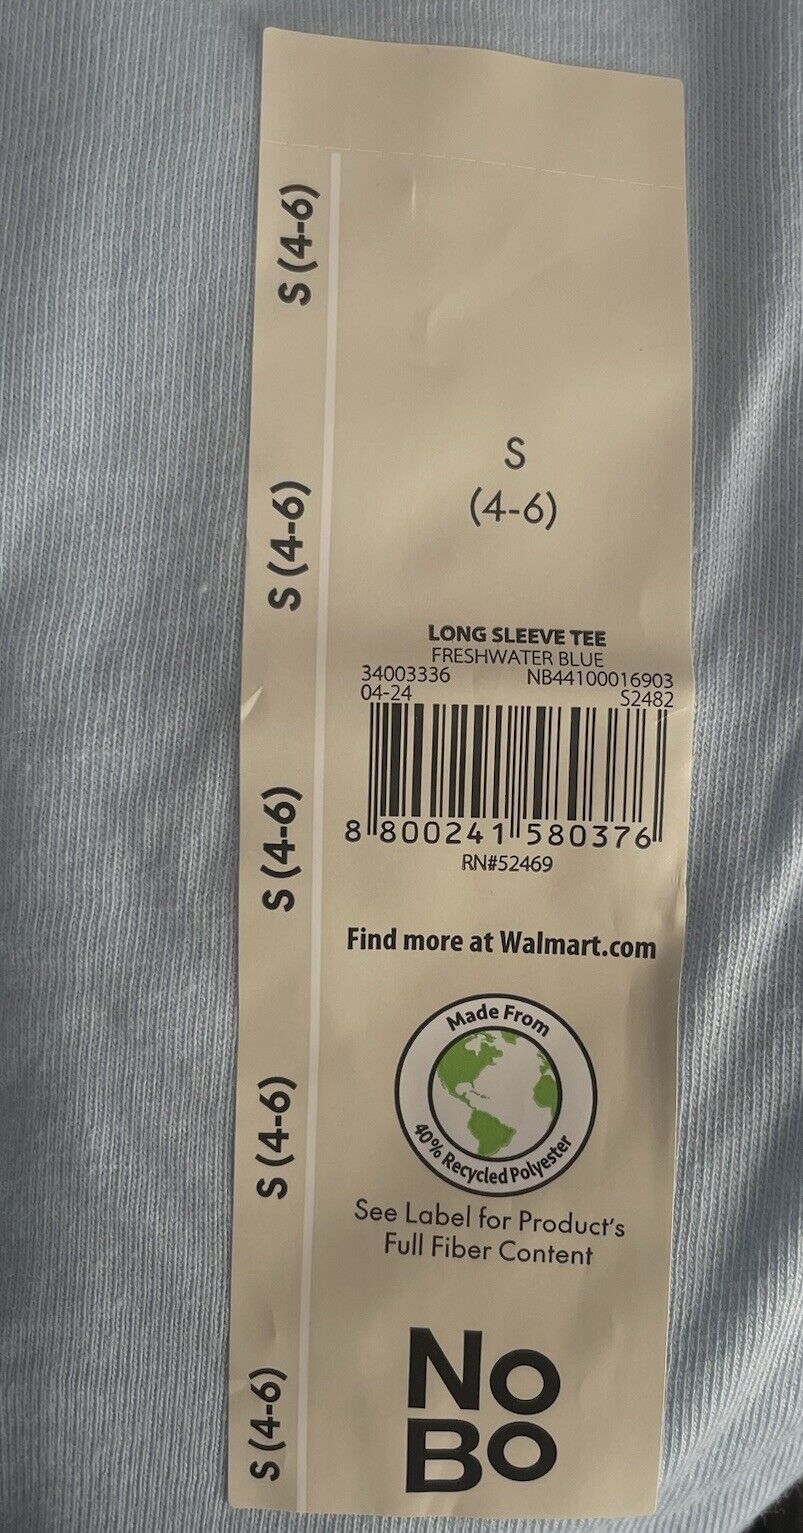 S (4-6)
S (4-6)
S (4-6)
S (4-6)
S (4-6)
S
(4-6)
LONG SLEEVE TEE
FRESHWATER BLUE
34003336 NB44100016903
04-24 S2482
8 800241 580376
RN#52469
Find more at Walmart.com
Made From
40% Recycled Polyester
See Label for Product's
Full Fiber Content
NO
BO